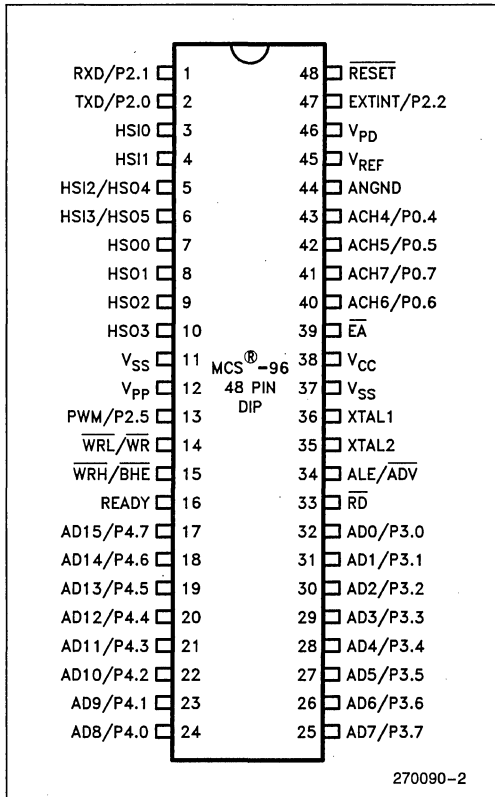 RXD/P2.1 1 48 RESET
TXD/P2.0 2 47 EXTINT/P2.2
HSI0 3 46 VPD
HSI1 4 45 VREF
HSI2/HSO4 5 44 ANGND
HSI3/HSO5 6 43 ACH4/P0.4
HSO0 7 42 ACH5/P0.5
HSO1 8 41 ACH7/P0.7
HSO2 9 40 ACH6/P0.6
HSO3 10 39 EA
VSS 11 38 VCC
VPP 12 37 VSS
MCS®-96
48 PIN
DIP
PWM/P2.5 13 36 XTAL1
WRL/WR 14 35 XTAL2
WRH/BHE 15 34 ALE/ADV
READY 16 33 RD
AD15/P4.7 17 32 AD0/P3.0
AD14/P4.6 18 31 AD1/P3.1
AD13/P4.5 19 30 AD2/P3.2
AD12/P4.4 20 29 AD3/P3.3
AD11/P4.3 21 28 AD4/P3.4
AD10/P4.2 22 27 AD5/P3.5
AD9/P4.1 23 26 AD6/P3.6
AD8/P4.0 24 25 AD7/P3.7
270090-2